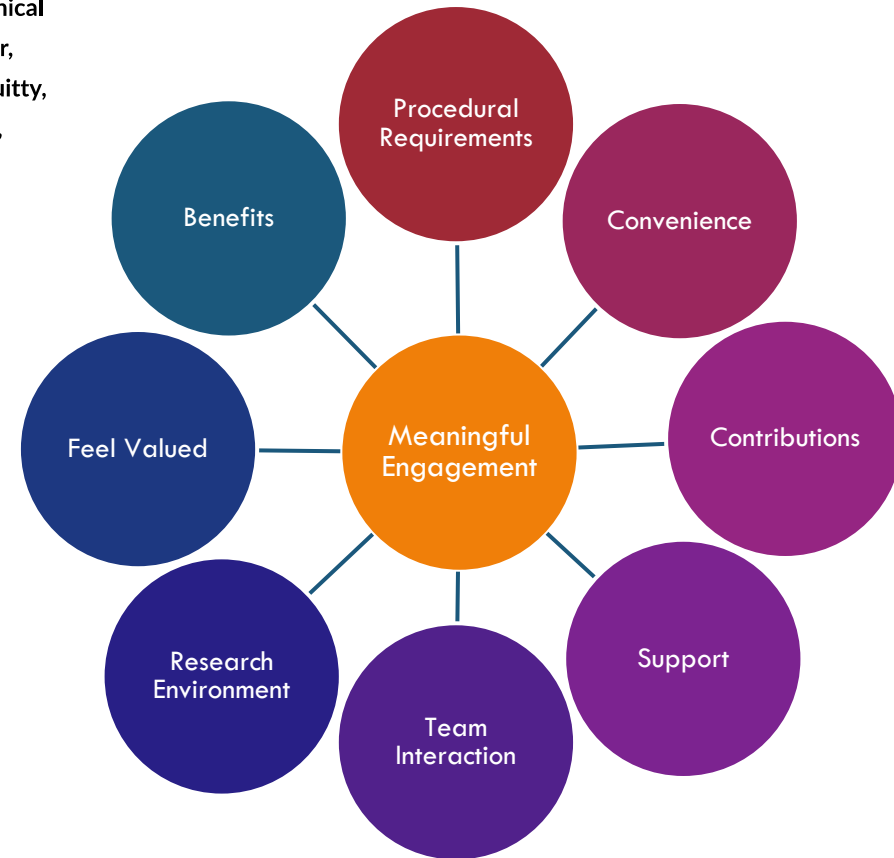 Procedural
Requirements
Convenience
Contributions
Support
Team
Interaction
Research
Environment
Feel Valued
Benefits
Meaningful
Engagement